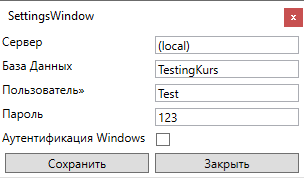 SettingsWindow x
Сервер (local)
База Данных TestingKurs
Пользователь» Test
Пароль 123
Аутентификация Windows
Сохранить Закрыть